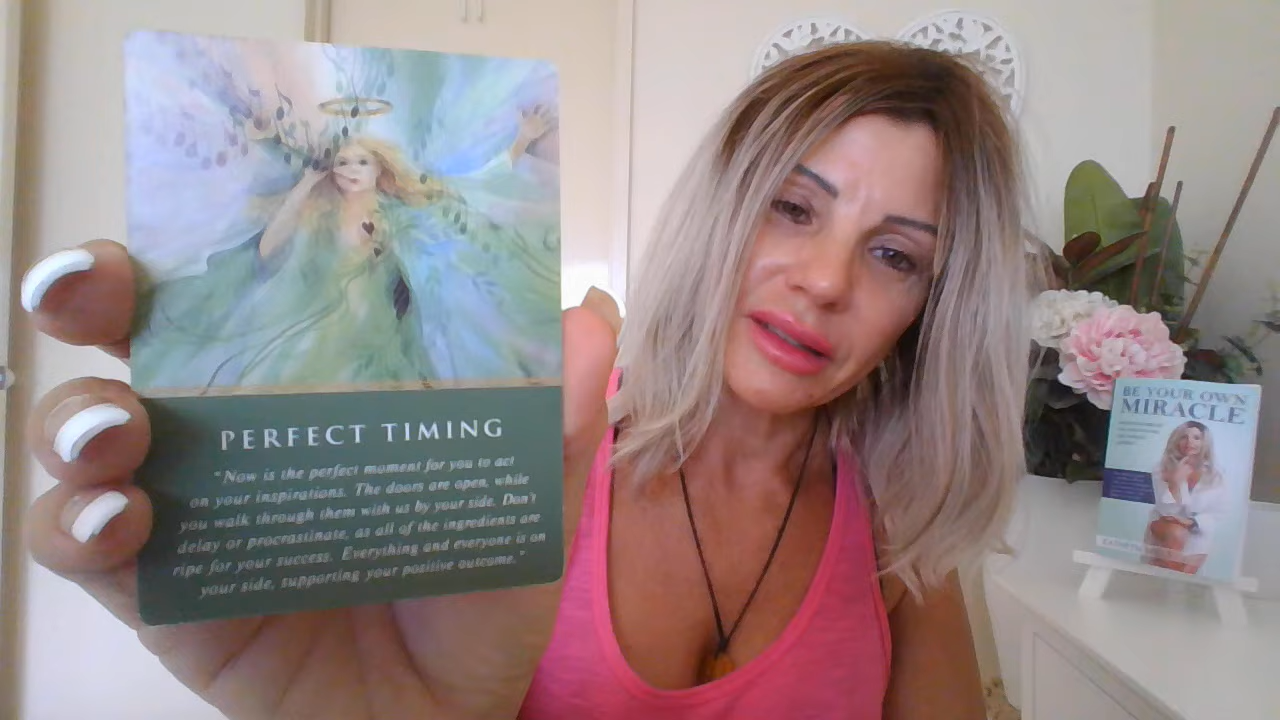 PERFECT TIMING
"Now is the perfect moment for you to act
on your inspirations. The doors are open, while
you walk through them with us by your side. Don't
delay or procrastinate, as all of the ingredients are
ripe for your success. Everything and everyone is on
your side, supporting your positive outcome."
BE YOUR OWN
MIRACLE